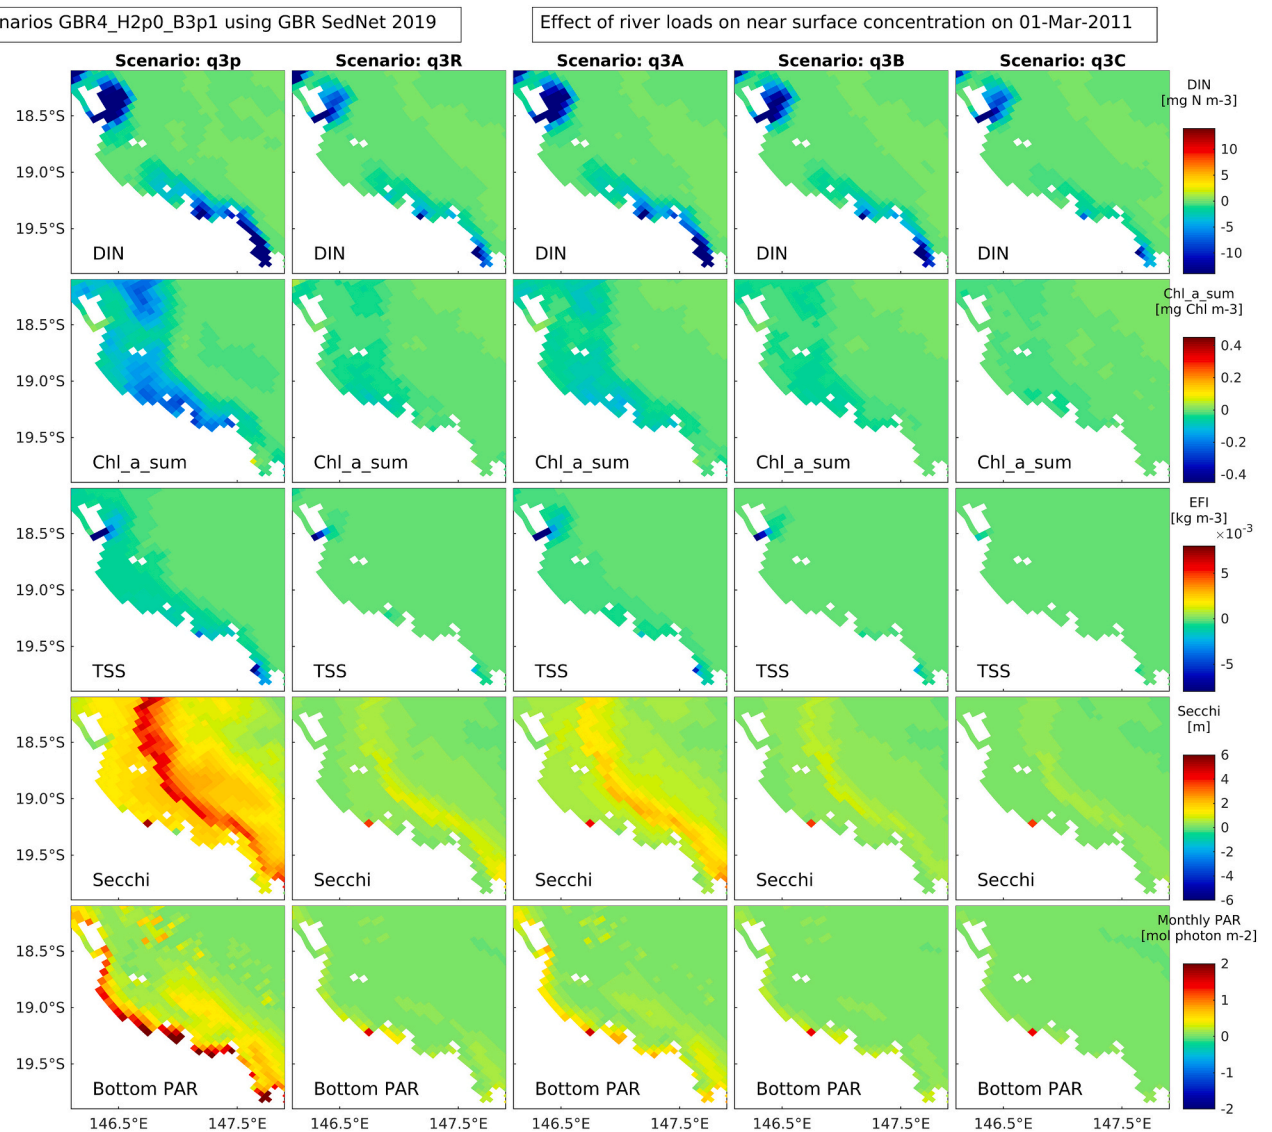 narios GBR4_H2p0_B3p1 using GBR SedNet 2019
Effect of river loads on near surface concentration on 01-Mar-2011
Scenario: q3p Scenario: q3R Scenario: q3A Scenario: q3B Scenario: q3C
DIN
[mg N m-3]
18.5°S
19.0°S
19.5°S
DIN DIN DIN DIN DIN
10
5
0
-5
-10
Chl_a_sum
[mg Chl m-3]
18.5°S
19.0°S
19.5°S
Chl_a_sum Chl_a_sum Chl_a_sum Chl_a_sum Chl_a_sum
0.4
0.2
0
-0.2
-0.4
EFI
[kg m-3]
×10-3
18.5°S
19.0°S
19.5°S
TSS TSS TSS TSS TSS
5
0
-5
Secchi
[m]
18.5°S
19.0°S
19.5°S
Secchi Secchi Secchi Secchi Secchi
6
4
2
0
-2
-4
-6
Monthly PAR
[mol photon m-2]
18.5°S
19.0°S
19.5°S
Bottom PAR Bottom PAR Bottom PAR Bottom PAR Bottom PAR
2
1
0
-1
-2
146.5°E 147.5°E 146.5°E 147.5°E 146.5°E 147.5°E 146.5°E 147.5°E 146.5°E 147.5°E